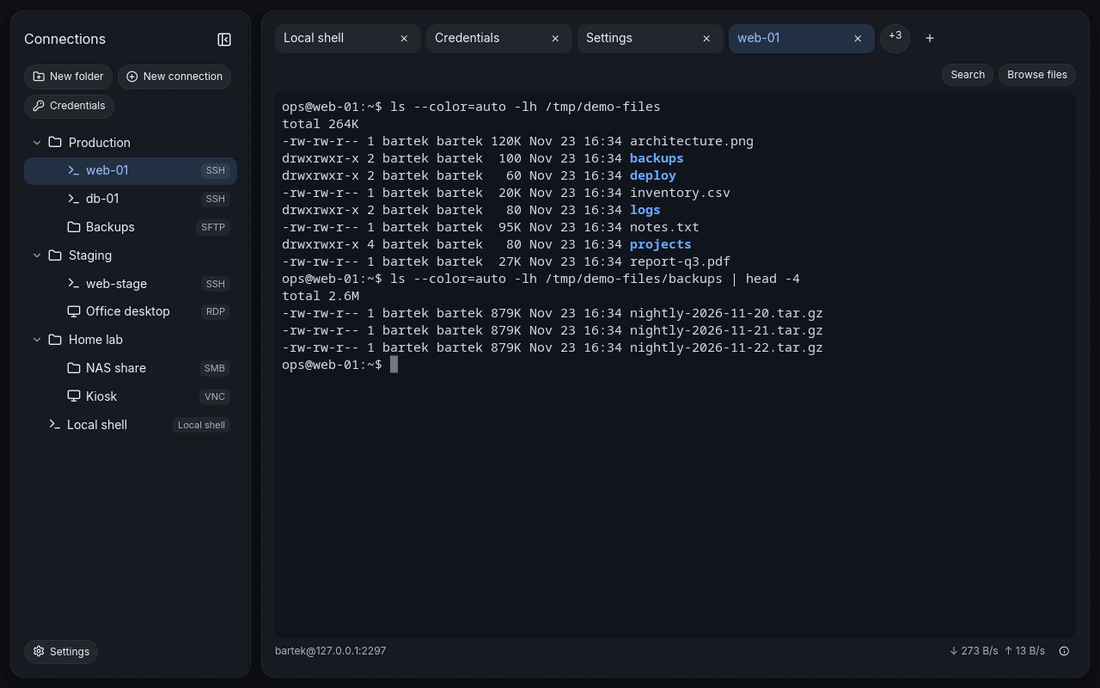 Connections
New folder
New connection
Credentials
Production
web-01 SSH
db-01 SSH
Backups SFTP
Staging
web-stage SSH
Office desktop RDP
Home lab
NAS share SMB
Kiosk VNC
Local shell Local shell
Settings
Local shell × Credentials × Settings × web-01 × +3 +
Search Browse files
ops@web-01:~$ ls --color=auto -lh /tmp/demo-files
total 264K
-rw-rw-r-- 1 bartek bartek 120K Nov 23 16:34 architecture.png
drwxrwxr-x 2 bartek bartek  100 Nov 23 16:34 backups
drwxrwxr-x 2 bartek bartek   60 Nov 23 16:34 deploy
-rw-rw-r-- 1 bartek bartek  20K Nov 23 16:34 inventory.csv
drwxrwxr-x 2 bartek bartek   80 Nov 23 16:34 logs
-rw-rw-r-- 1 bartek bartek  95K Nov 23 16:34 notes.txt
drwxrwxr-x 4 bartek bartek   80 Nov 23 16:34 projects
-rw-rw-r-- 1 bartek bartek  27K Nov 23 16:34 report-q3.pdf
ops@web-01:~$ ls --color=auto -lh /tmp/demo-files/backups | head -4
total 2.6M
-rw-rw-r-- 1 bartek bartek 879K Nov 23 16:34 nightly-2026-11-20.tar.gz
-rw-rw-r-- 1 bartek bartek 879K Nov 23 16:34 nightly-2026-11-21.tar.gz
-rw-rw-r-- 1 bartek bartek 879K Nov 23 16:34 nightly-2026-11-22.tar.gz
ops@web-01:~$
bartek@127.0.0.1:2297 ↓ 273 B/s ↑ 13 B/s